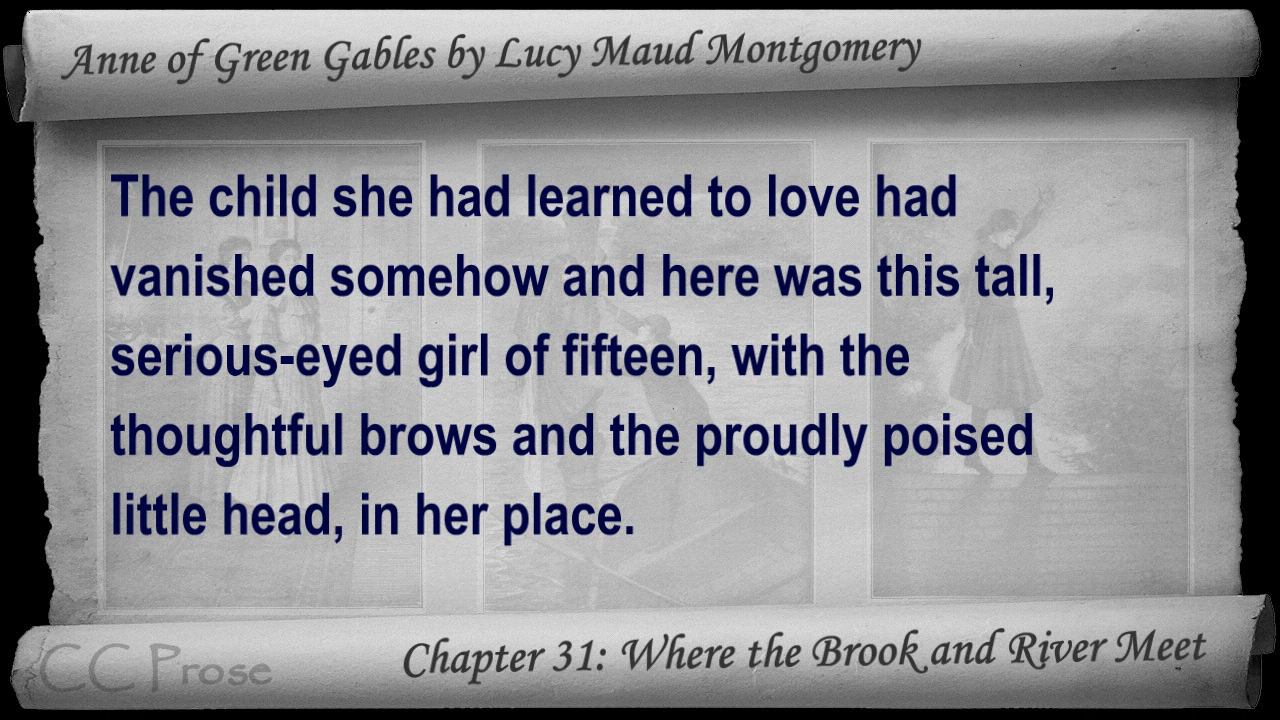 Anne of Green Gables by Lucy Maud Montgomery
The child she had learned to love had
vanished somehow and here was this tall,
serious-eyed girl of fifteen, with the
thoughtful brows and the proudly poised
little head, in her place.
CC Prose
Chapter 31: Where the Brook and River Meet